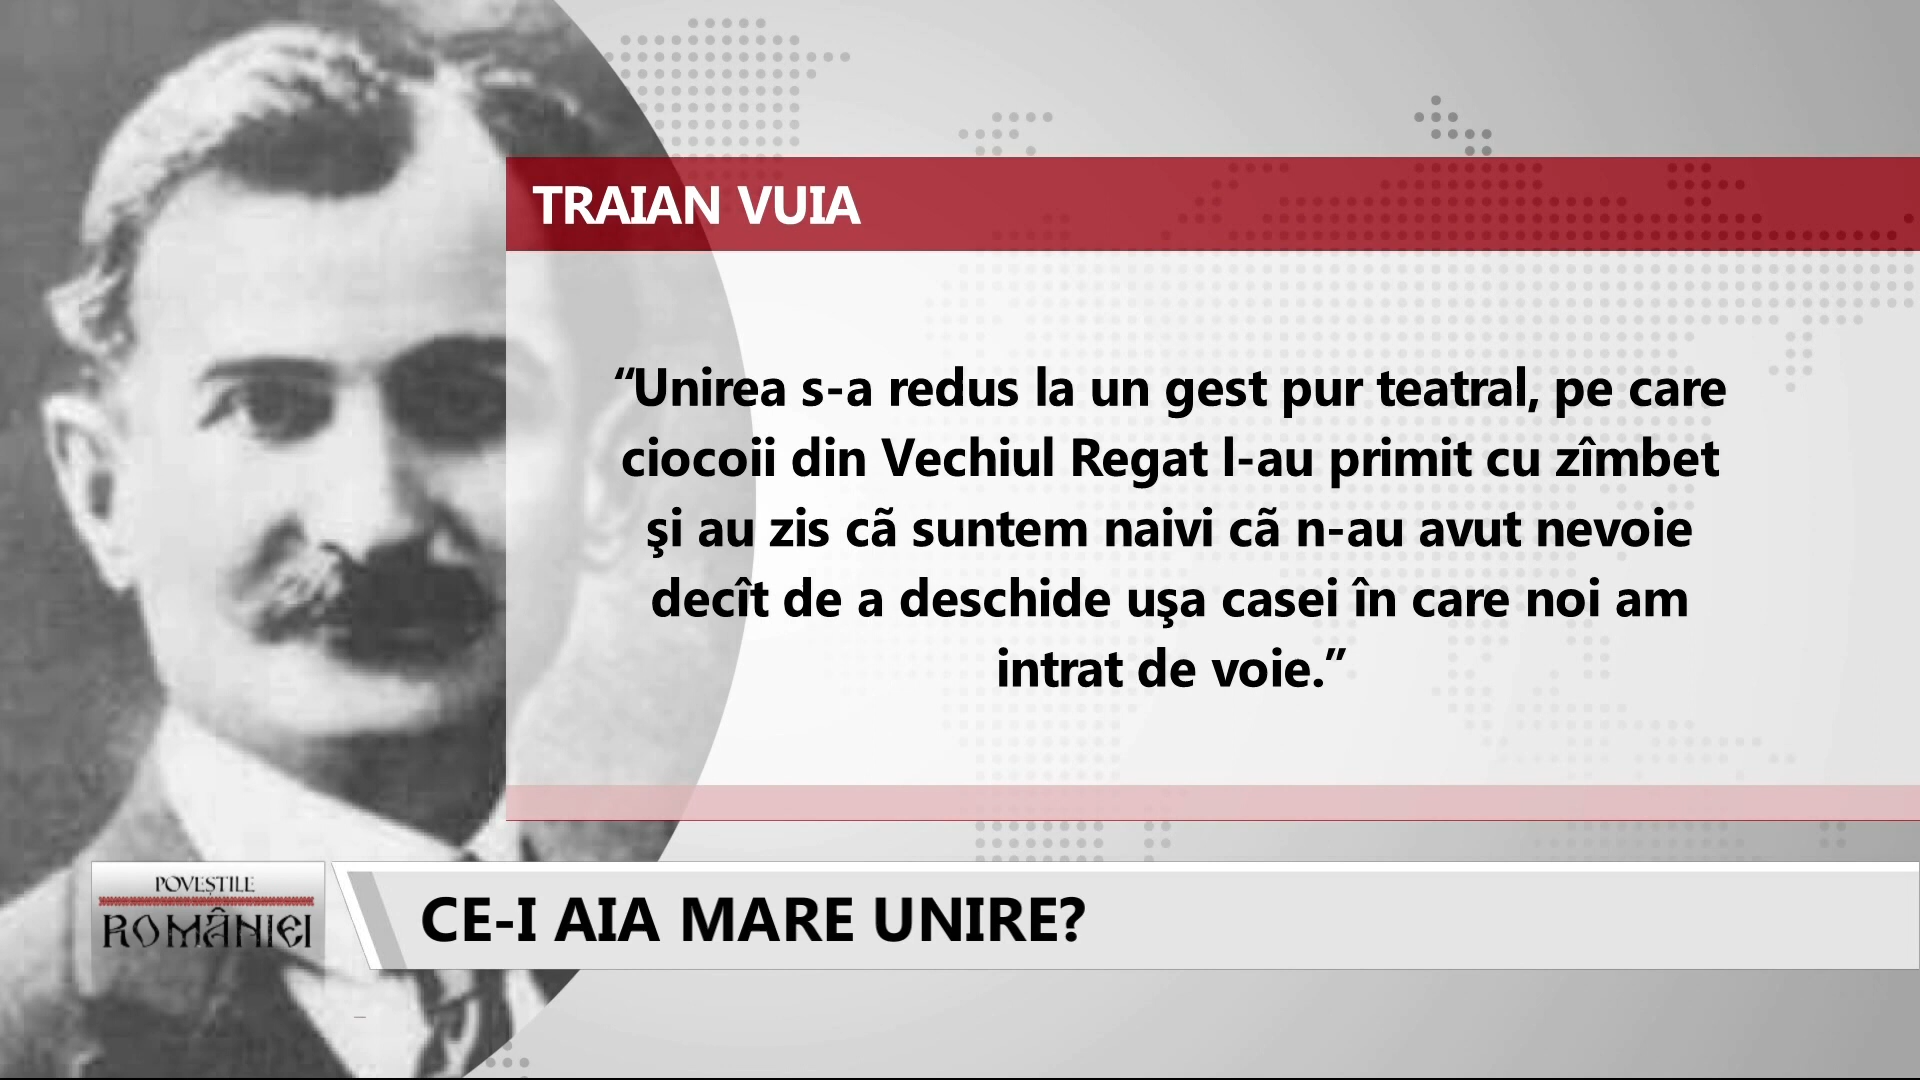 TRAIAN VUIA
“Unirea s-a redus la un gest pur teatral, pe care
ciocoii din Vechiul Regat l-au primit cu zîmbet
şi au zis cã suntem naivi cã n-au avut nevoie
decît de a deschide uşa casei în care noi am
intrat de voie.”
POVEȘTILE
ROMÂNIEI
CE-I AIA MARE UNIRE?